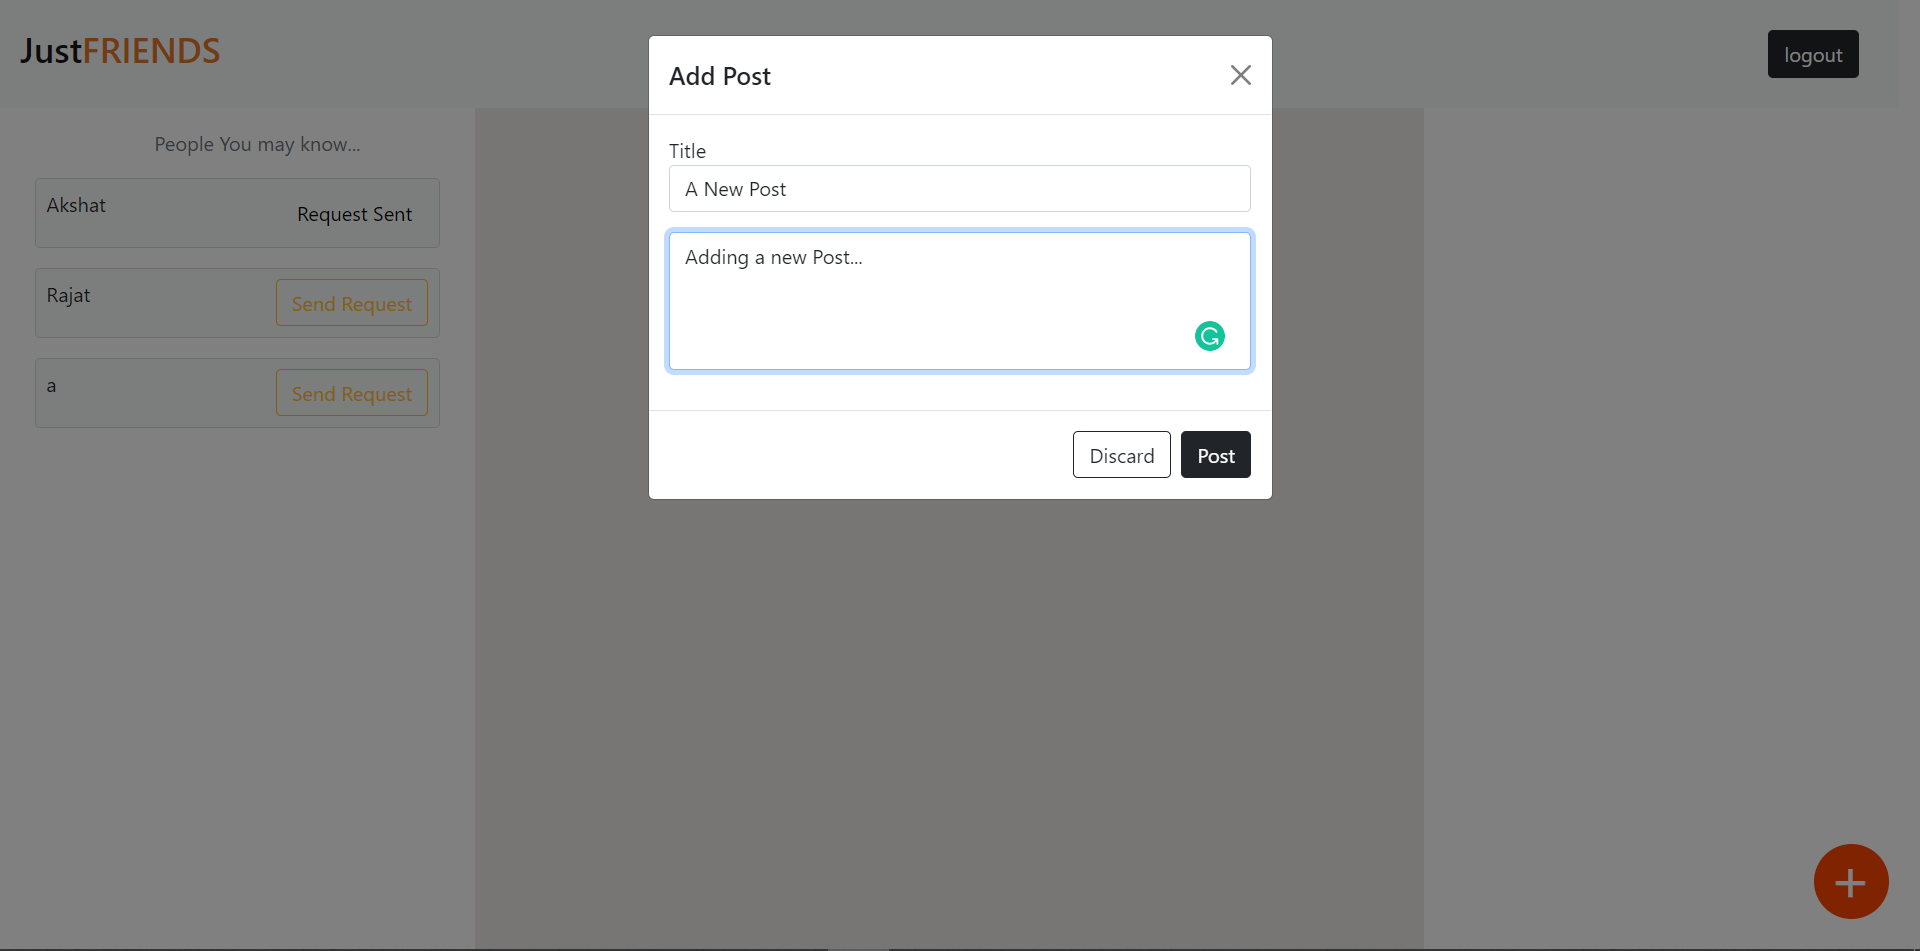 JustFRIENDS
logout
People You may know...
Akshat
Request Sent
Rajat
Send Request
a
Send Request
Add Post
Title
A New Post
Adding a new Post...
Discard
Post